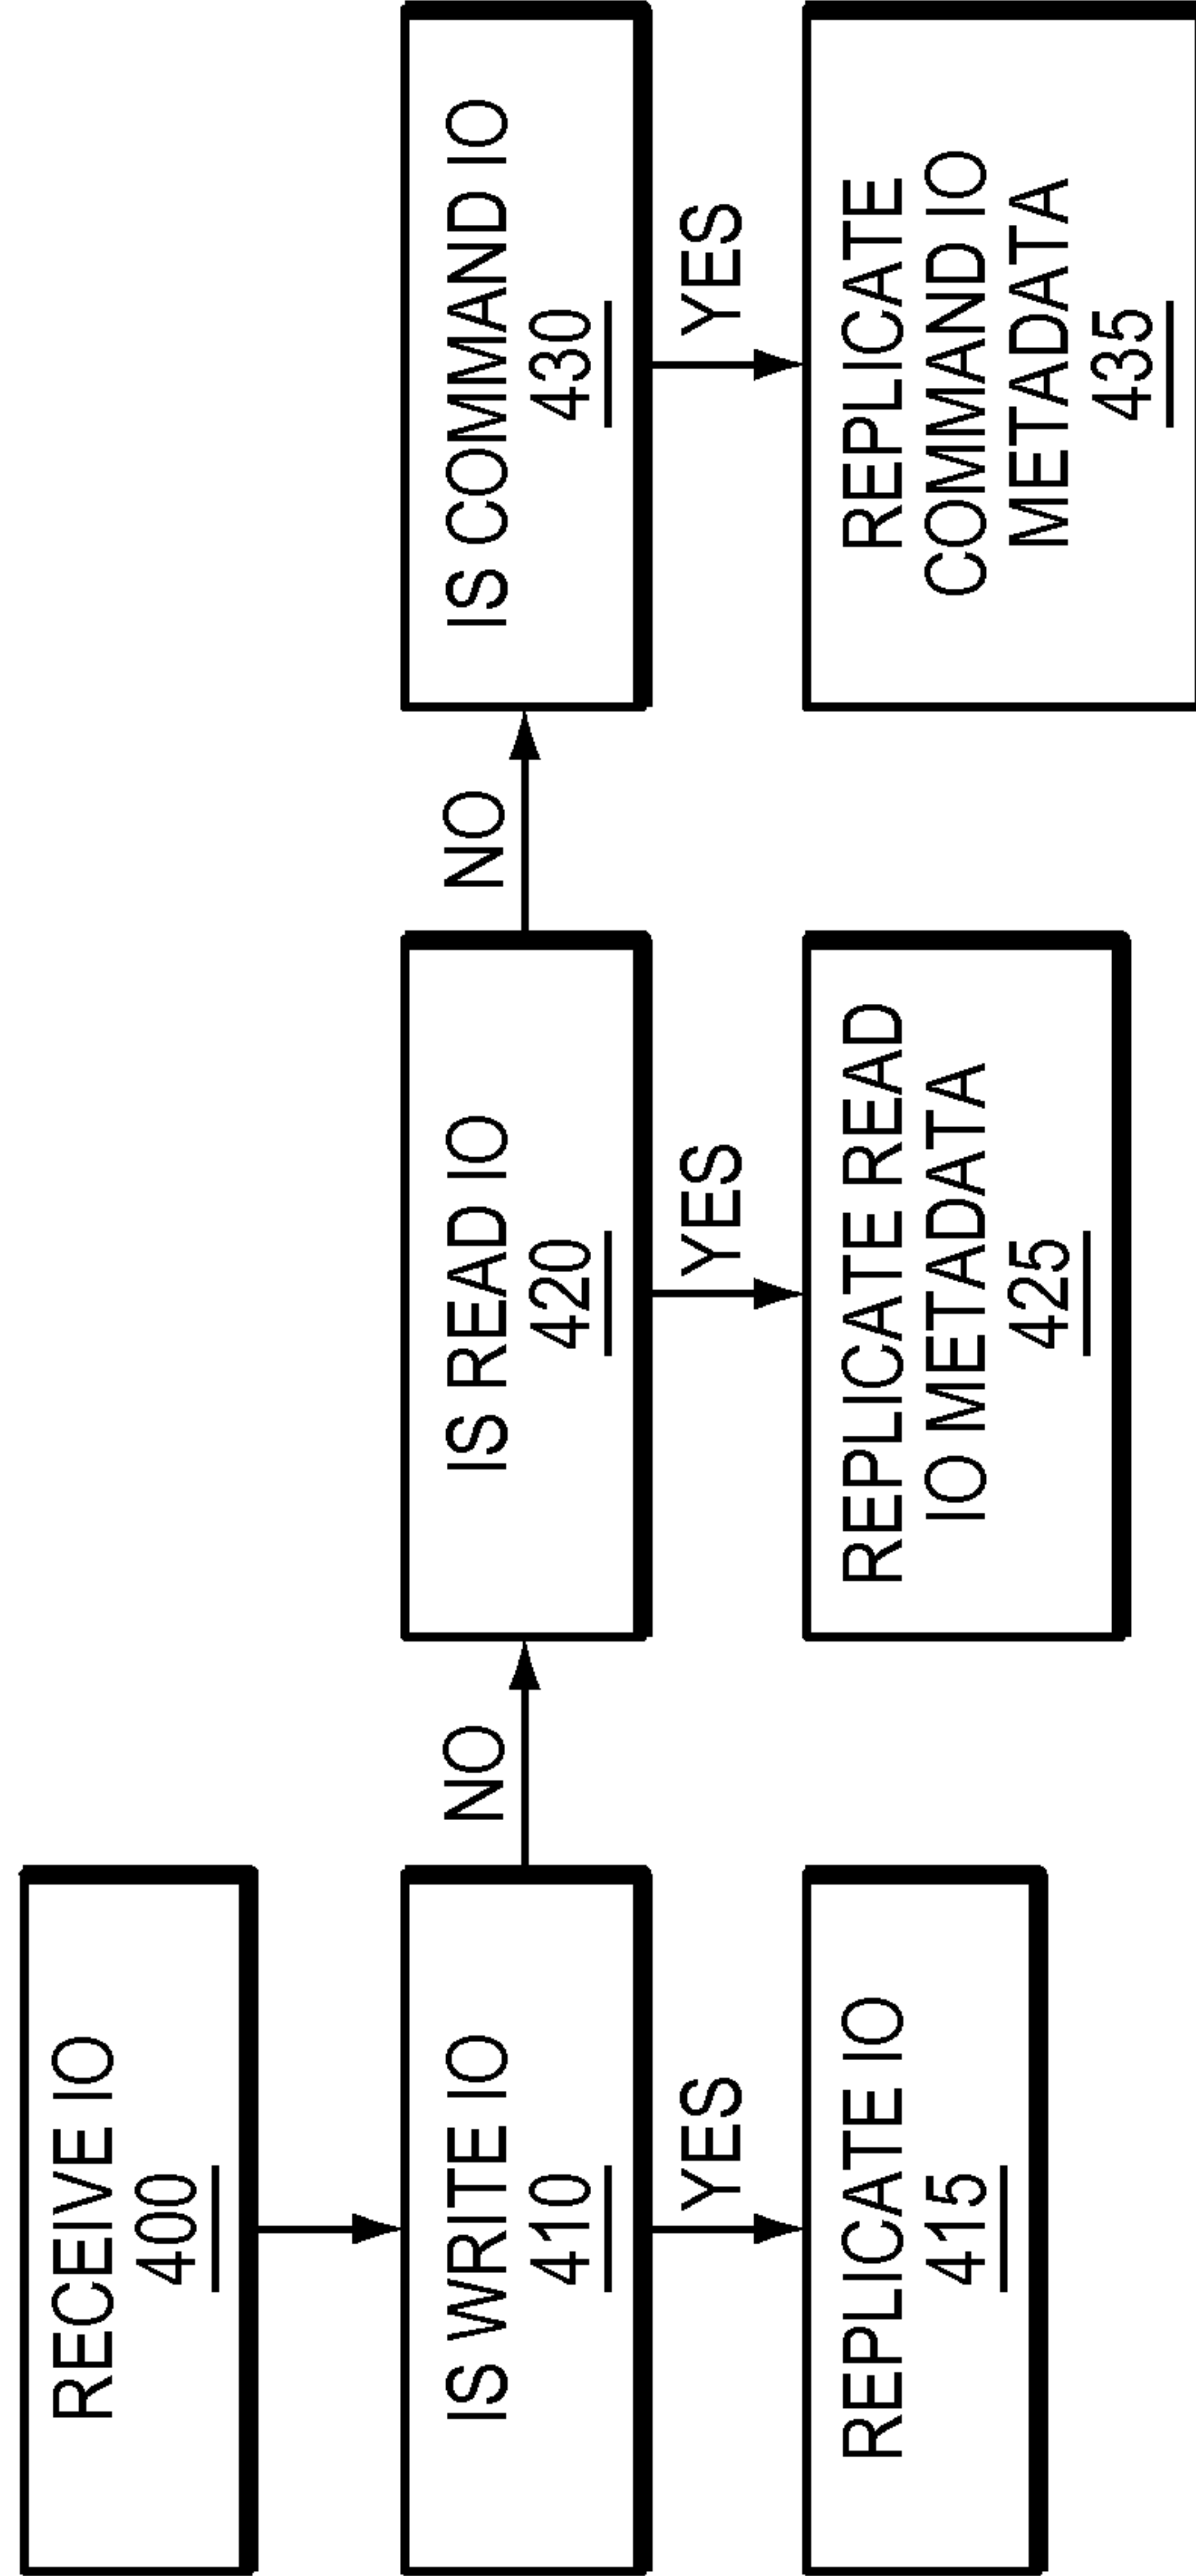 RECEIVE IO
400
IS WRITE IO
410
NO
IS READ IO
420
NO
IS COMMAND IO
430
YES
YES
YES
REPLICATE IO
415
REPLICATE READ
IO METADATA
425
REPLICATE
COMMAND IO
METADATA
435